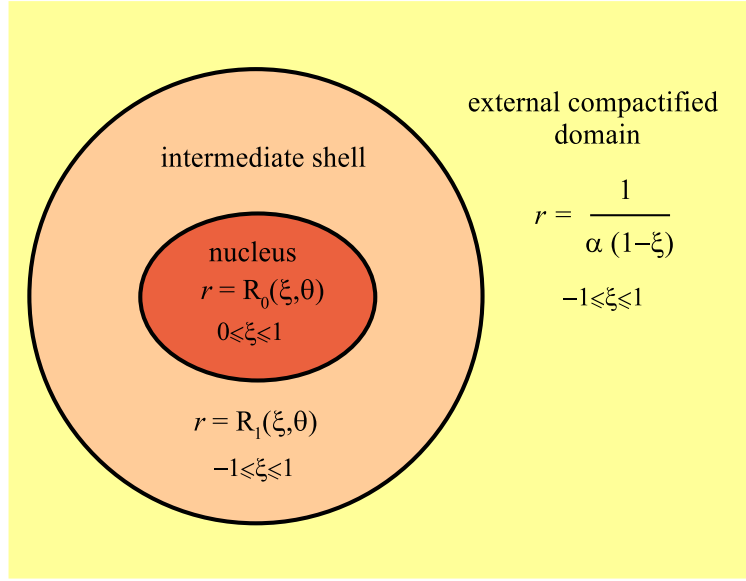 external compactified
domain
r = 1 / α (1−ξ)
−1⩽ξ⩽1
intermediate shell
nucleus
r = R₀(ξ,θ)
0⩽ξ⩽1
r = R₁(ξ,θ)
−1⩽ξ⩽1